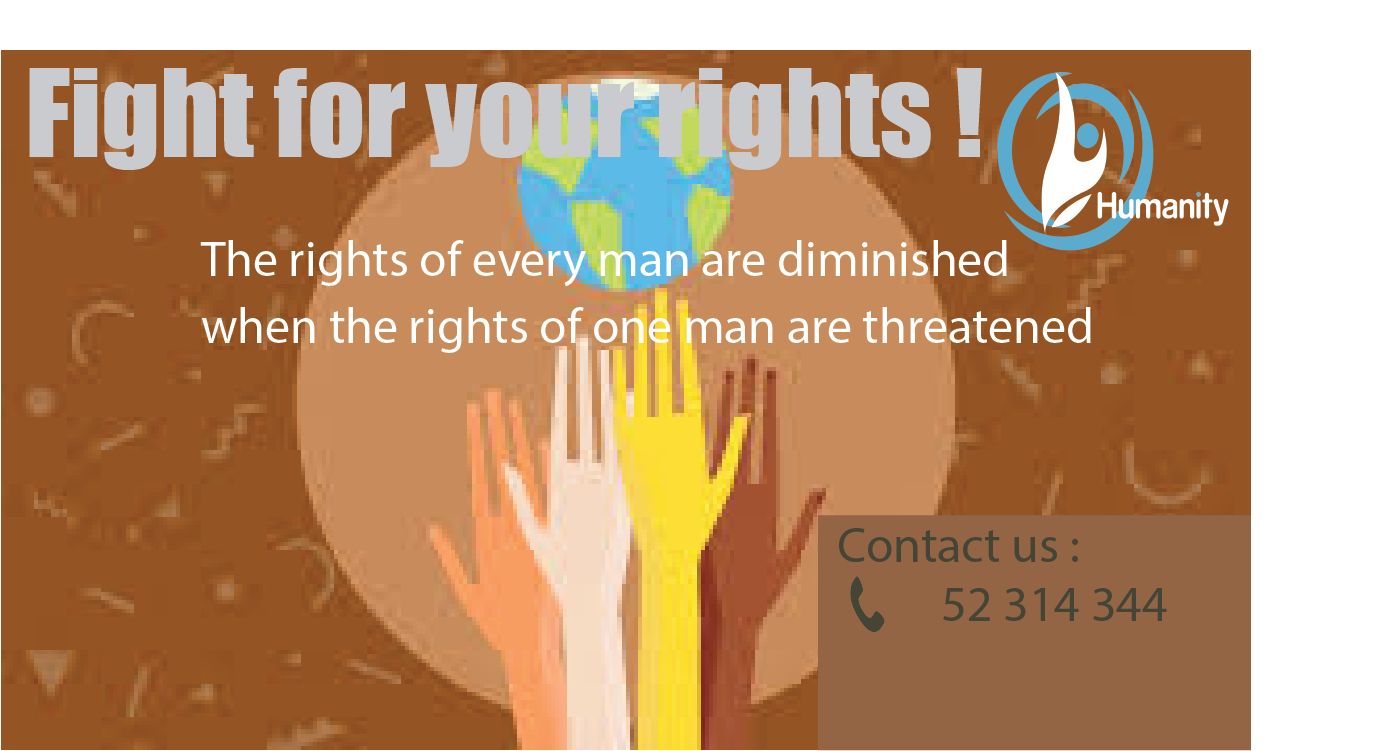 Fight for your rights !
Humanity
The rights of every man are diminished
when the rights of one man are threatened
Contact us :
52 314 344